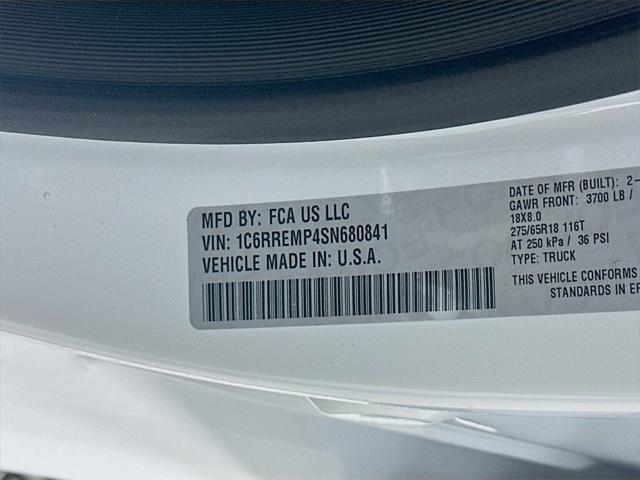 MFD BY: FCA US LLC
VIN: 1C6RREMP4SN680841
VEHICLE MADE IN: U.S.A.
DATE OF MFR (BUILT): 2-
GAWR FRONT: 3700 LB /
18X8.0
275/65R18 116T
AT 250 kPa / 36 PSI
TYPE: TRUCK
THIS VEHICLE CONFORMS
STANDARDS IN